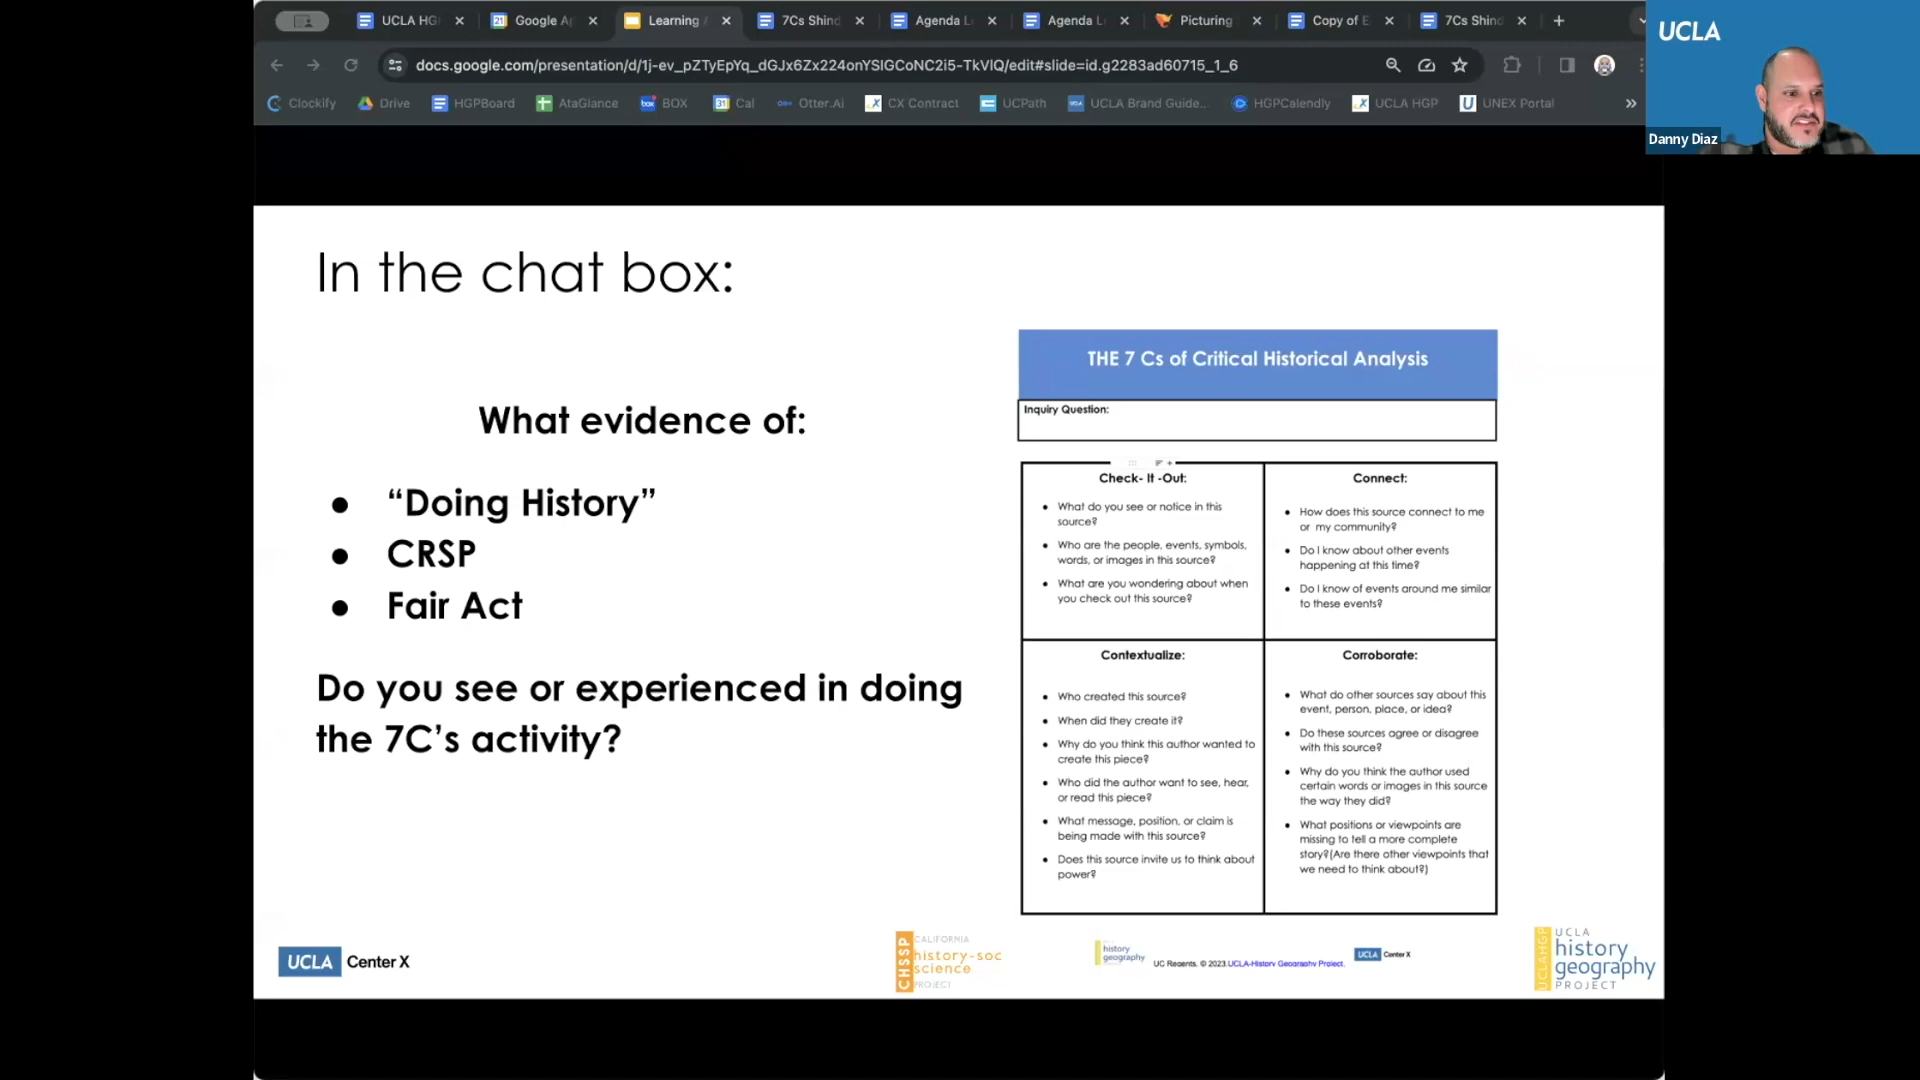 UCLA HG
Google Ap
Learning
7Cs Shind
Agenda L
Agenda L
Picturing
Copy of E
7Cs Shind
docs.google.com/presentation/d/1j-ev_pZTyEpYq_dGJx6Zx224onYSIGCoNC2i5-TkVIQ/edit#slide=id.g2283ad60715_1_6
Clockify
Drive
HGPBoard
AtaGlance
BOX
Cal
Otter.Ai
CX Contract
UCPath
UCLA Brand Guide...
HGPCalendly
UCLA HGP
UNEX Portal
UCLA
Danny Diaz
In the chat box:
What evidence of:
● “Doing History”
● CRSP
● Fair Act
Do you see or experienced in doing
the 7C’s activity?
THE 7 Cs of Critical Historical Analysis
Inquiry Question:
Check- It -Out:
• What do you see or notice in this
source?
• Who are the people, events, symbols,
words, or images in this source?
• What are you wondering about when
you check out this source?
Connect:
• How does this source connect to me
or my community?
• Do I know about other events
happening at this time?
• Do I know of events around me similar
to these events?
Contextualize:
• Who created this source?
• When did they create it?
• Why do you think this author wanted to
create this piece?
• Who did the author want to see, hear,
or read this piece?
• What message, position, or claim is
being made with this source?
• Does this source invite us to think about
power?
Corroborate:
• What do other sources say about this
event, person, place, or idea?
• Do these sources agree or disagree
with this source?
• Why do you think the author used
certain words or images in this source
the way they did?
• What positions or viewpoints are
missing to tell a more complete
story?(Are there other viewpoints that
we need to think about?)
UCLA Center X
CHSSP
CALIFORNIA
history-soc
science
PROJECT
history
geography
UC Regents. © 2023.UCLA-History Geography Project.
UCLA Center X
UCLAHGP
UCLA
history
geography
PROJECT